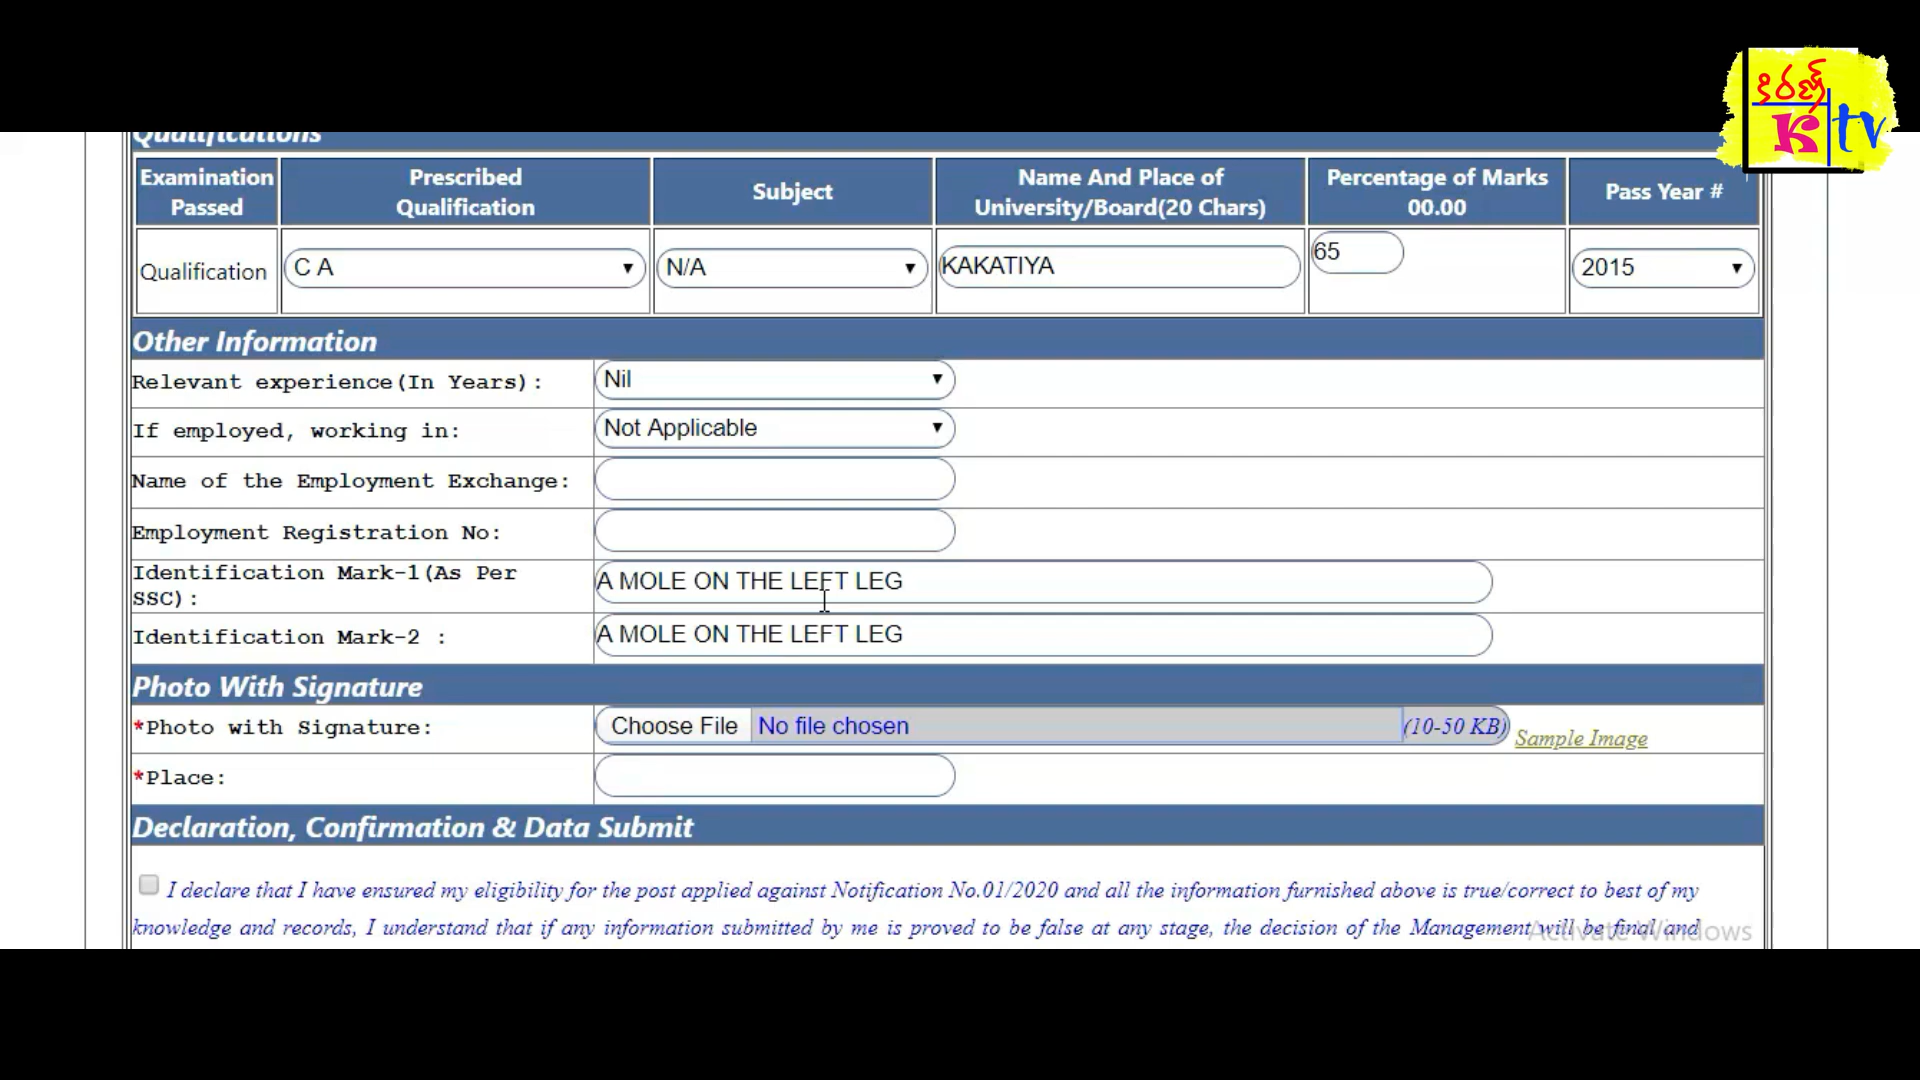 కిరణ్
K tv
Qualifications
Examination Passed Prescribed Qualification Subject Name And Place of University/Board(20 Chars) Percentage of Marks 00.00 Pass Year #
Qualification C A N/A KAKATIYA 65 2015
Other Information
Relevant experience(In Years): Nil
If employed, working in: Not Applicable
Name of the Employment Exchange:
Employment Registration No:
Identification Mark-1(As Per SSC): A MOLE ON THE LEFT LEG
Identification Mark-2 : A MOLE ON THE LEFT LEG
Photo With Signature
*Photo with Signature: Choose File No file chosen (10-50 KB) Sample Image
*Place:
Declaration, Confirmation & Data Submit
I declare that I have ensured my eligibility for the post applied against Notification No.01/2020 and all the information furnished above is true/correct to best of my
knowledge and records, I understand that if any information submitted by me is proved to be false at any stage, the decision of the Management will be final and
Activate Windows